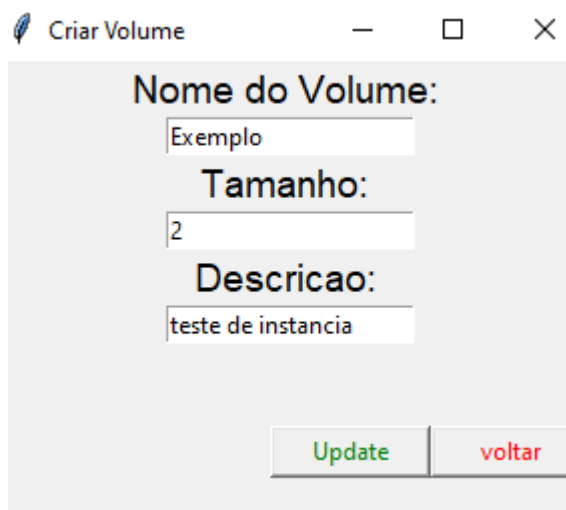 Criar Volume
Nome do Volume:
Exemplo
Tamanho:
2
Descricao:
teste de instancia
Update voltar